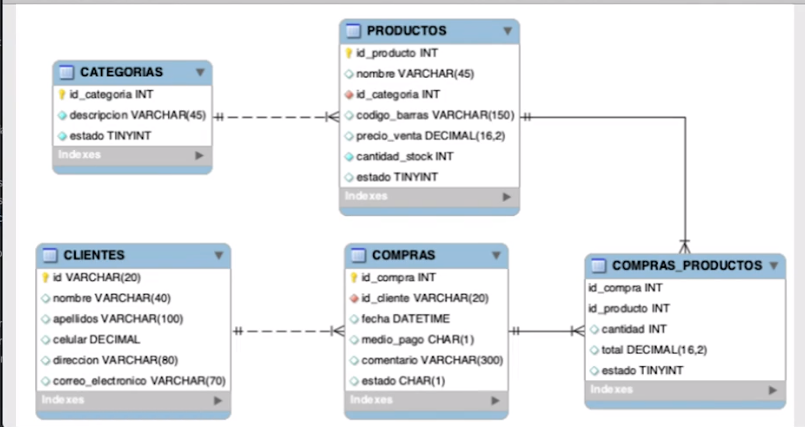 PRODUCTOS
id_producto INT
nombre VARCHAR(45)
id_categoria INT
codigo_barras VARCHAR(150)
precio_venta DECIMAL(16,2)
cantidad_stock INT
estado TINYINT
Indexes
CATEGORIAS
id_categoria INT
descripcion VARCHAR(45)
estado TINYINT
Indexes
CLIENTES
id VARCHAR(20)
nombre VARCHAR(40)
apellidos VARCHAR(100)
celular DECIMAL
direccion VARCHAR(80)
correo_electronico VARCHAR(70)
Indexes
COMPRAS
id_compra INT
id_cliente VARCHAR(20)
fecha DATETIME
medio_pago CHAR(1)
comentario VARCHAR(300)
estado CHAR(1)
Indexes
COMPRAS_PRODUCTOS
id_compra INT
id_producto INT
cantidad INT
total DECIMAL(16,2)
estado TINYINT
Indexes